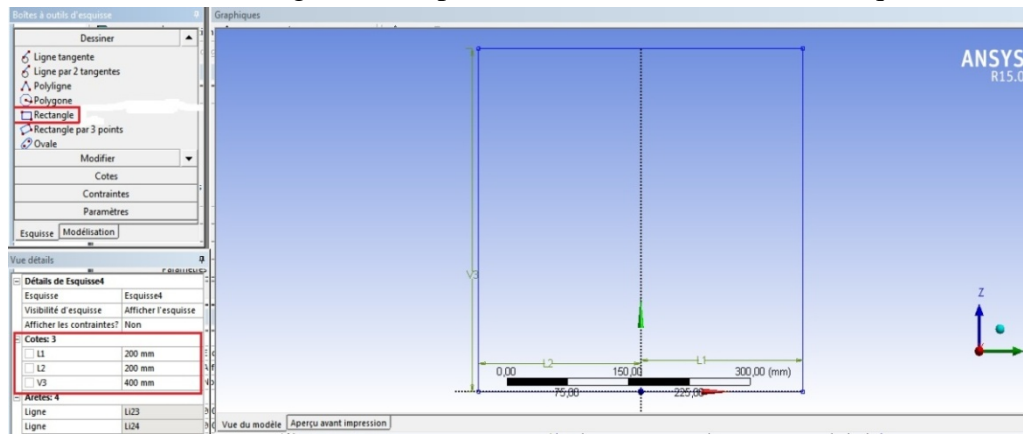 Boîtes à outils d'esquisse
Dessiner
Ligne tangente
Ligne par 2 tangentes
Polyligne
Polygone
Rectangle
Rectangle par 3 points
Ovale
Modifier
Cotes
Contraintes
Paramètres
Esquisse Modélisation
Vue détails
Détails de Esquisse4
Esquisse Esquisse4
Visibilité d'esquisse Afficher l'esquisse
Afficher les contraintes? Non
Cotes: 3
L1 200 mm
L2 200 mm
V3 400 mm
Arêtes: 4
Ligne Li23
Ligne Li24
Graphiques
ANSYS
R15.0
V3
L2 L1
0,00 150,00 300,00 (mm)
75,00 225,00
Z
Vue du modèle Aperçu avant impression